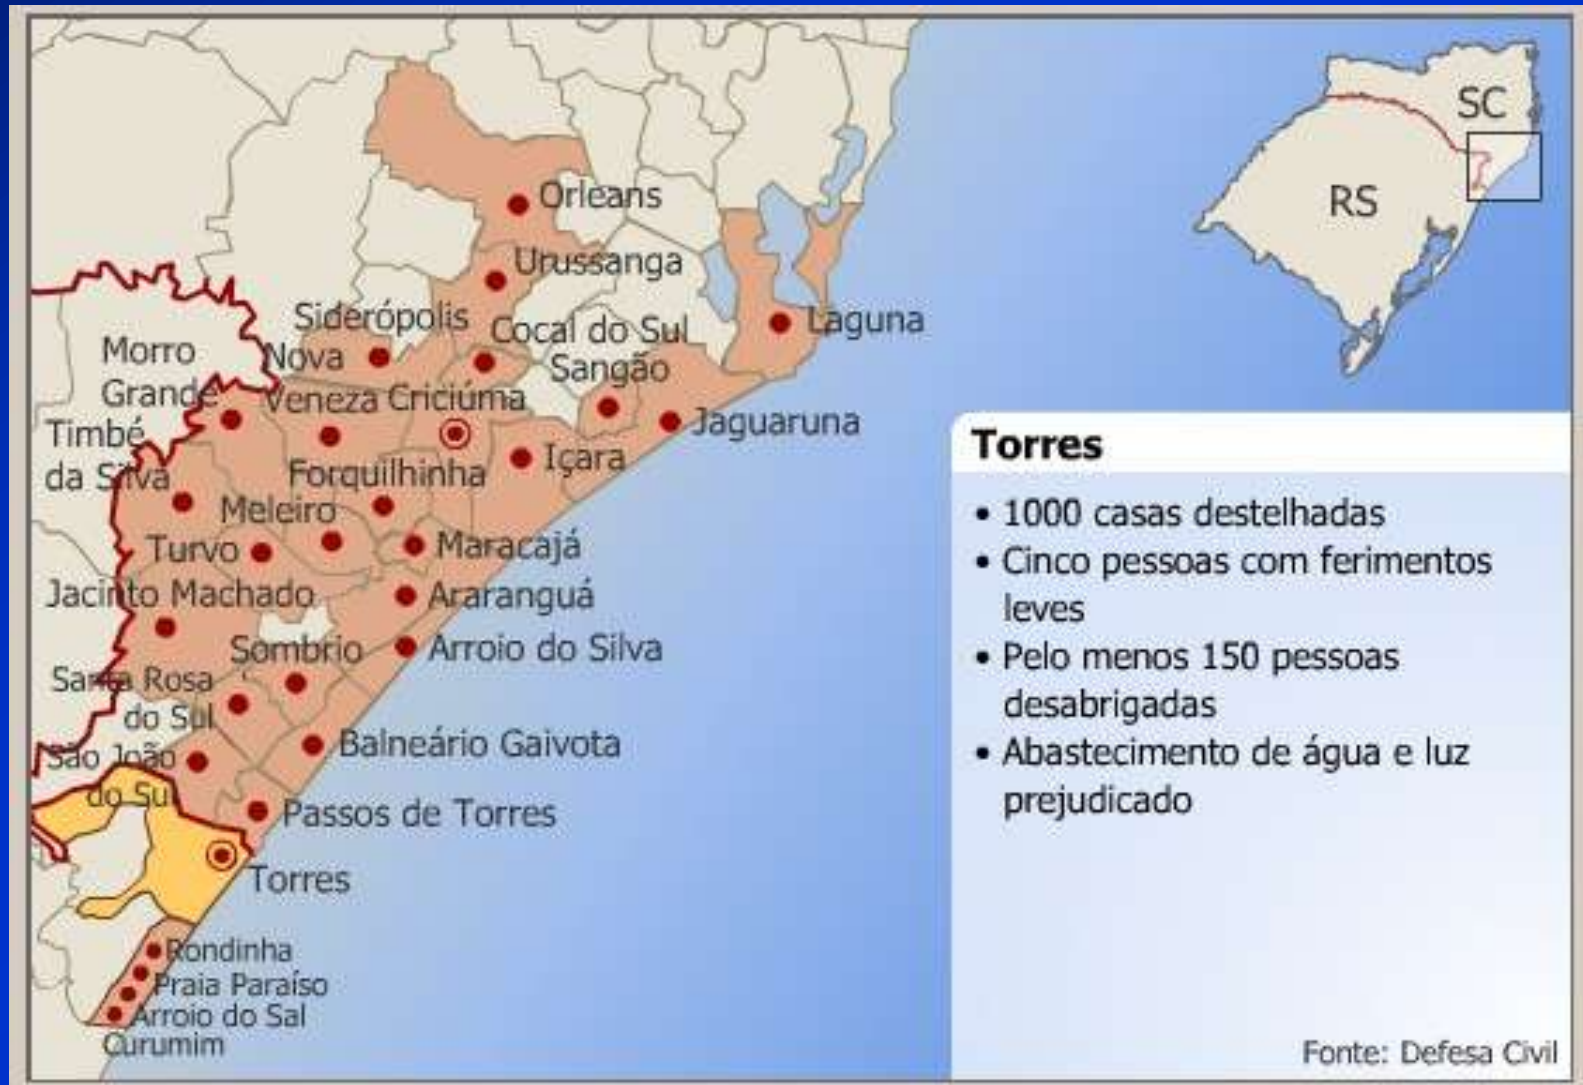 Orleans
Urussanga
Siderópolis
Cocal do Sul
Laguna
Morro
Grande
Nova
Veneza
Sangão
Criciúma
Jaguaruna
Timbé
da Silva
Içara
Forquilhinha
Meleiro
Turvo
Maracajá
Jacinto Machado
Araranguá
Sombrio
Arroio do Silva
Santa Rosa
do Sul
São João
do Sul
Balneário Gaivota
Passos de Torres
Torres
Rondinha
Praia Paraíso
Arroio do Sal
Curumim
SC
RS
Torres
• 1000 casas destelhadas
• Cinco pessoas com ferimentos
leves
• Pelo menos 150 pessoas
desabrigadas
• Abastecimento de água e luz
prejudicado
Fonte: Defesa Civil